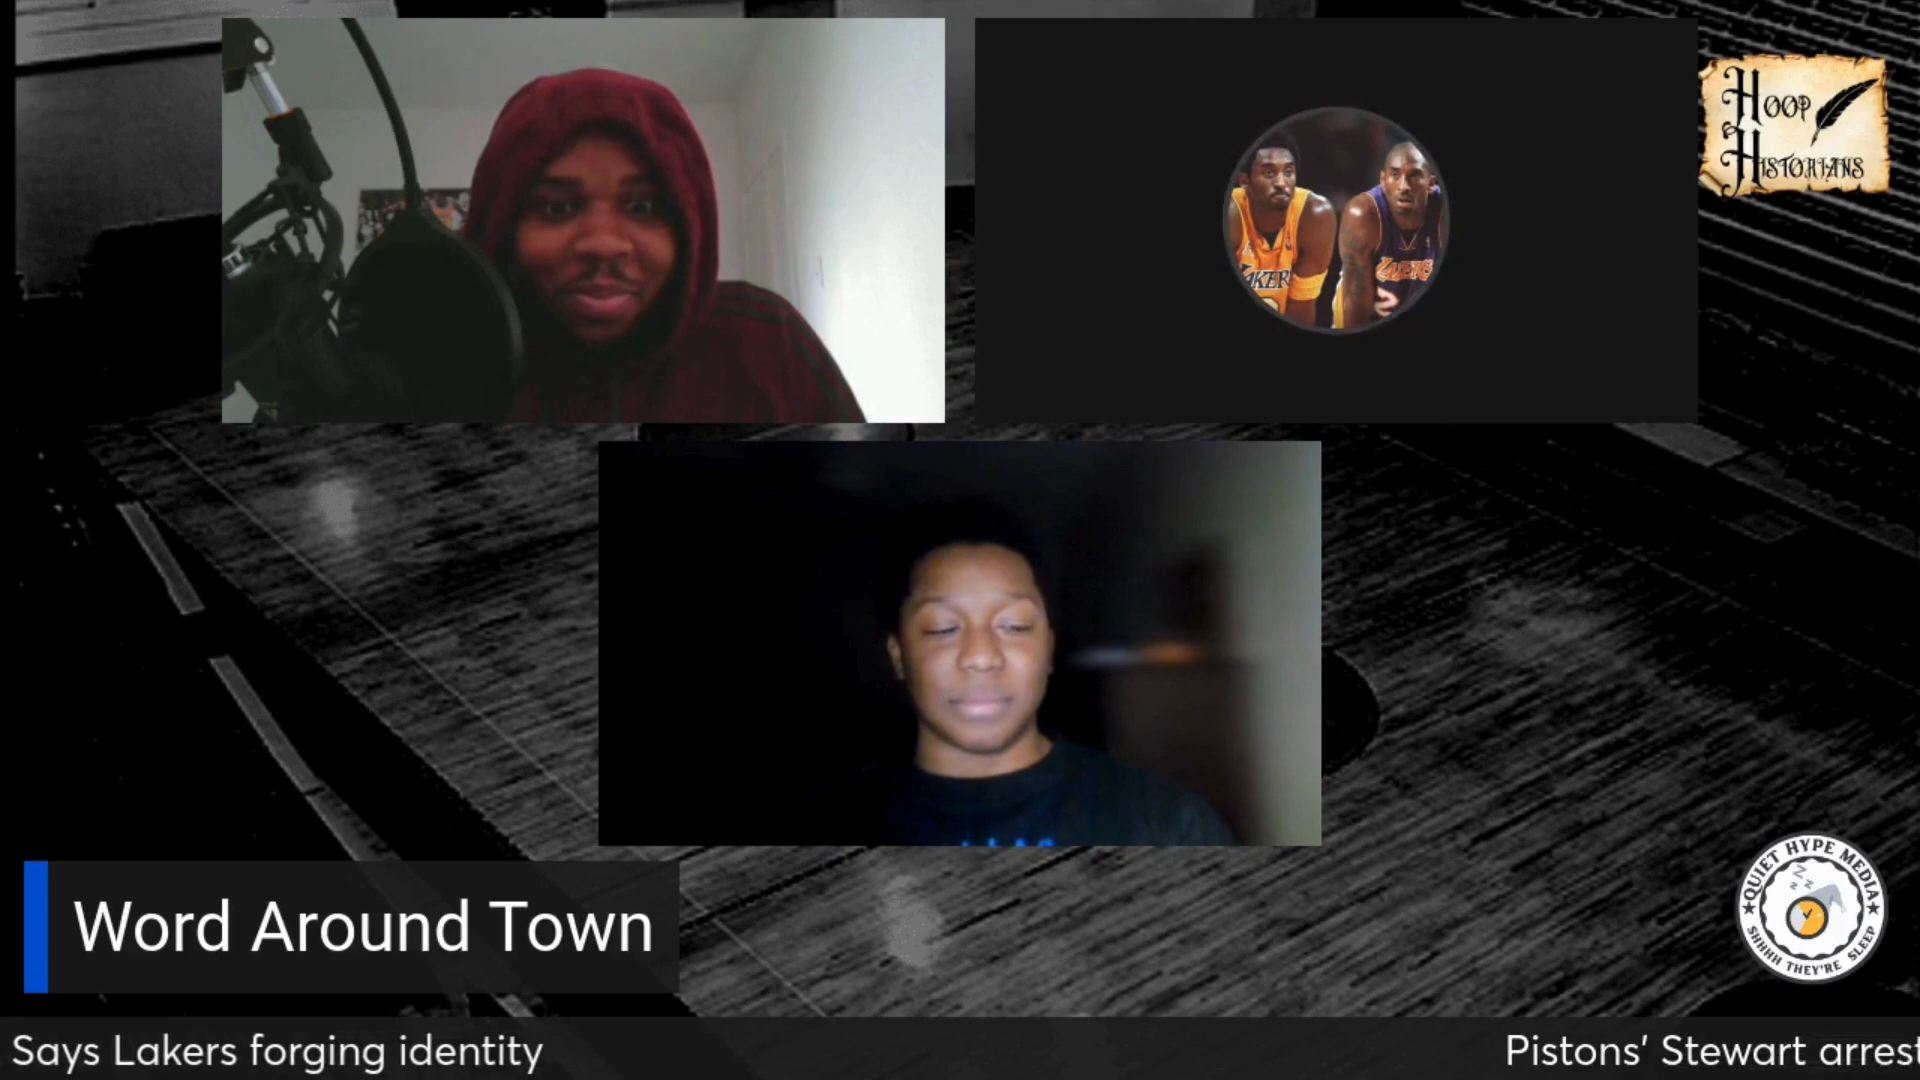 Hoop
Historians
LAKERS
Word Around Town
QUIET HYPE MEDIA
SHHHH THEY'RE SLEEP
Says Lakers forging identity
Pistons' Stewart arrest